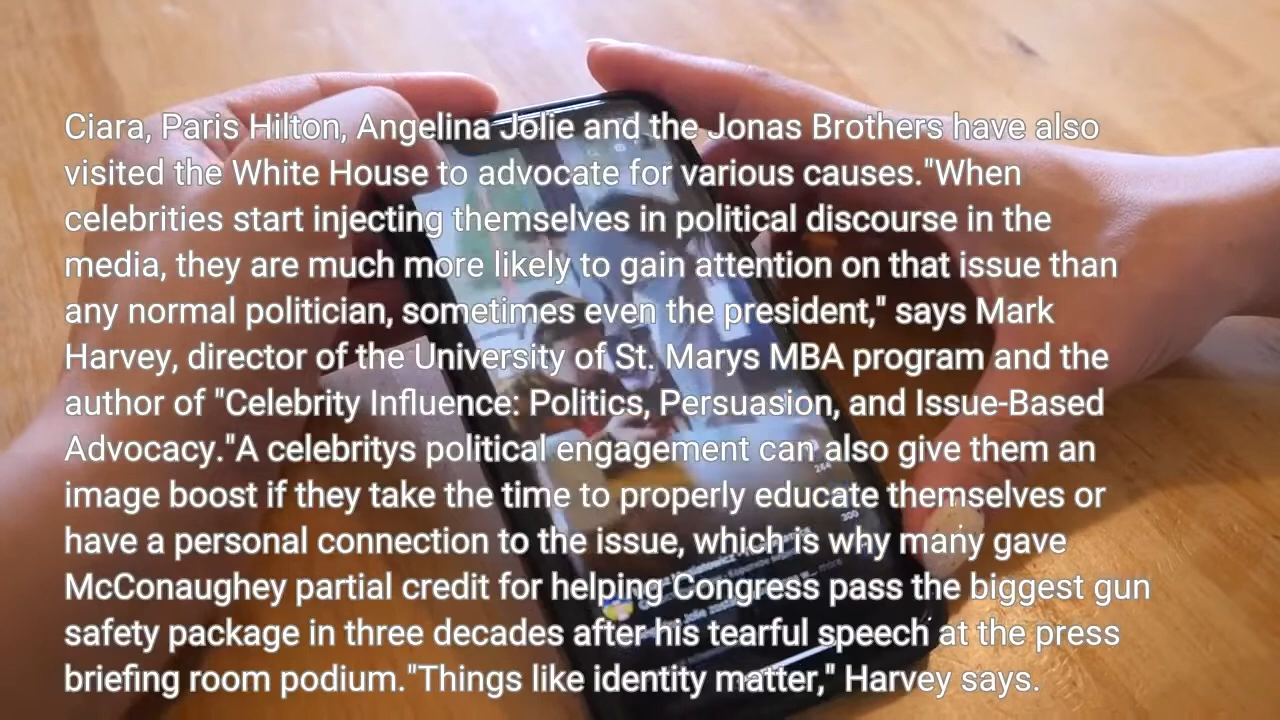 Ciara, Paris Hilton, Angelina Jolie and the Jonas Brothers have also
visited the White House to advocate for various causes."When
celebrities start injecting themselves in political discourse in the
media, they are much more likely to gain attention on that issue than
any normal politician, sometimes even the president," says Mark
Harvey, director of the University of St. Marys MBA program and the
author of "Celebrity Influence: Politics, Persuasion, and Issue-Based
Advocacy."A celebritys political engagement can also give them an
image boost if they take the time to properly educate themselves or
have a personal connection to the issue, which is why many gave
McConaughey partial credit for helping Congress pass the biggest gun
safety package in three decades after his tearful speech at the press
briefing room podium."Things like identity matter," Harvey says.
244
300